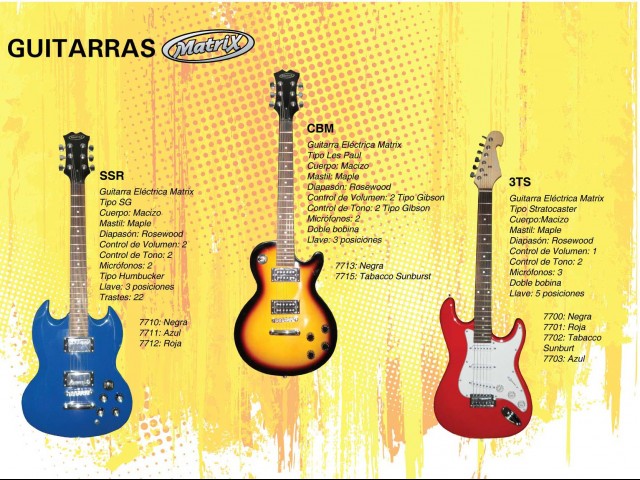 GUITARRAS Matrix
SSR
Guitarra Eléctrica Matrix
Tipo SG
Cuerpo: Macizo
Mastil: Maple
Diapasón: Rosewood
Control de Volumen: 2
Control de Tono: 2
Micrófonos: 2
Tipo Humbucker
Llave: 3 posiciones
Trastes: 22
7710: Negra
7711: Azul
7712: Roja
CBM
Guitarra Eléctrica Matrix
Tipo Les Paul
Cuerpo: Macizo
Mastil: Maple
Diapasón: Rosewood
Control de Volumen: 2 Tipo Gibson
Control de Tono: 2 Tipo Gibson
Micrófonos: 2
Doble bobina
Llave: 3 posiciones
7713: Negra
7715: Tabacco Sunburst
3TS
Guitarra Eléctrica Matrix
Tipo Stratocaster
Cuerpo:Macizo
Mastil: Maple
Diapasón: Rosewood
Control de Volumen: 1
Control de Tono: 2
Micrófonos: 3
Doble bobina
Llave: 5 posiciones
7700: Negra
7701: Roja
7702: Tabacco
Sunburt
7703: Azul